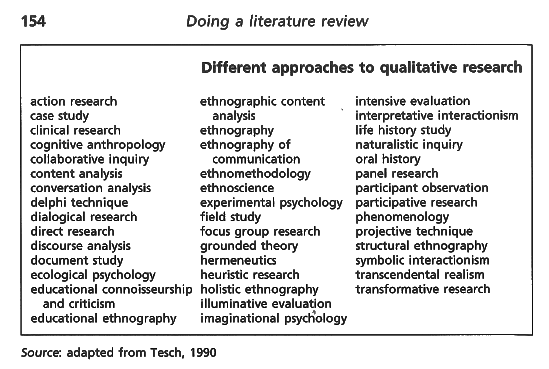 154
Doing a literature review
Different approaches to qualitative research
action research
case study
clinical research
cognitive anthropology
collaborative inquiry
content analysis
conversation analysis
delphi technique
dialogical research
direct research
discourse analysis
document study
ecological psychology
educational connoisseurship
and criticism
educational ethnography
ethnographic content
analysis
ethnography
ethnography of
communication
ethnomethodology
ethnoscience
experimental psychology
field study
focus group research
grounded theory
hermeneutics
heuristic research
holistic ethnography
illuminative evaluation
imaginational psychology
intensive evaluation
interpretative interactionism
life history study
naturalistic inquiry
oral history
panel research
participant observation
participative research
phenomenology
projective technique
structural ethnography
symbolic interactionism
transcendental realism
transformative research
Source: adapted from Tesch, 1990